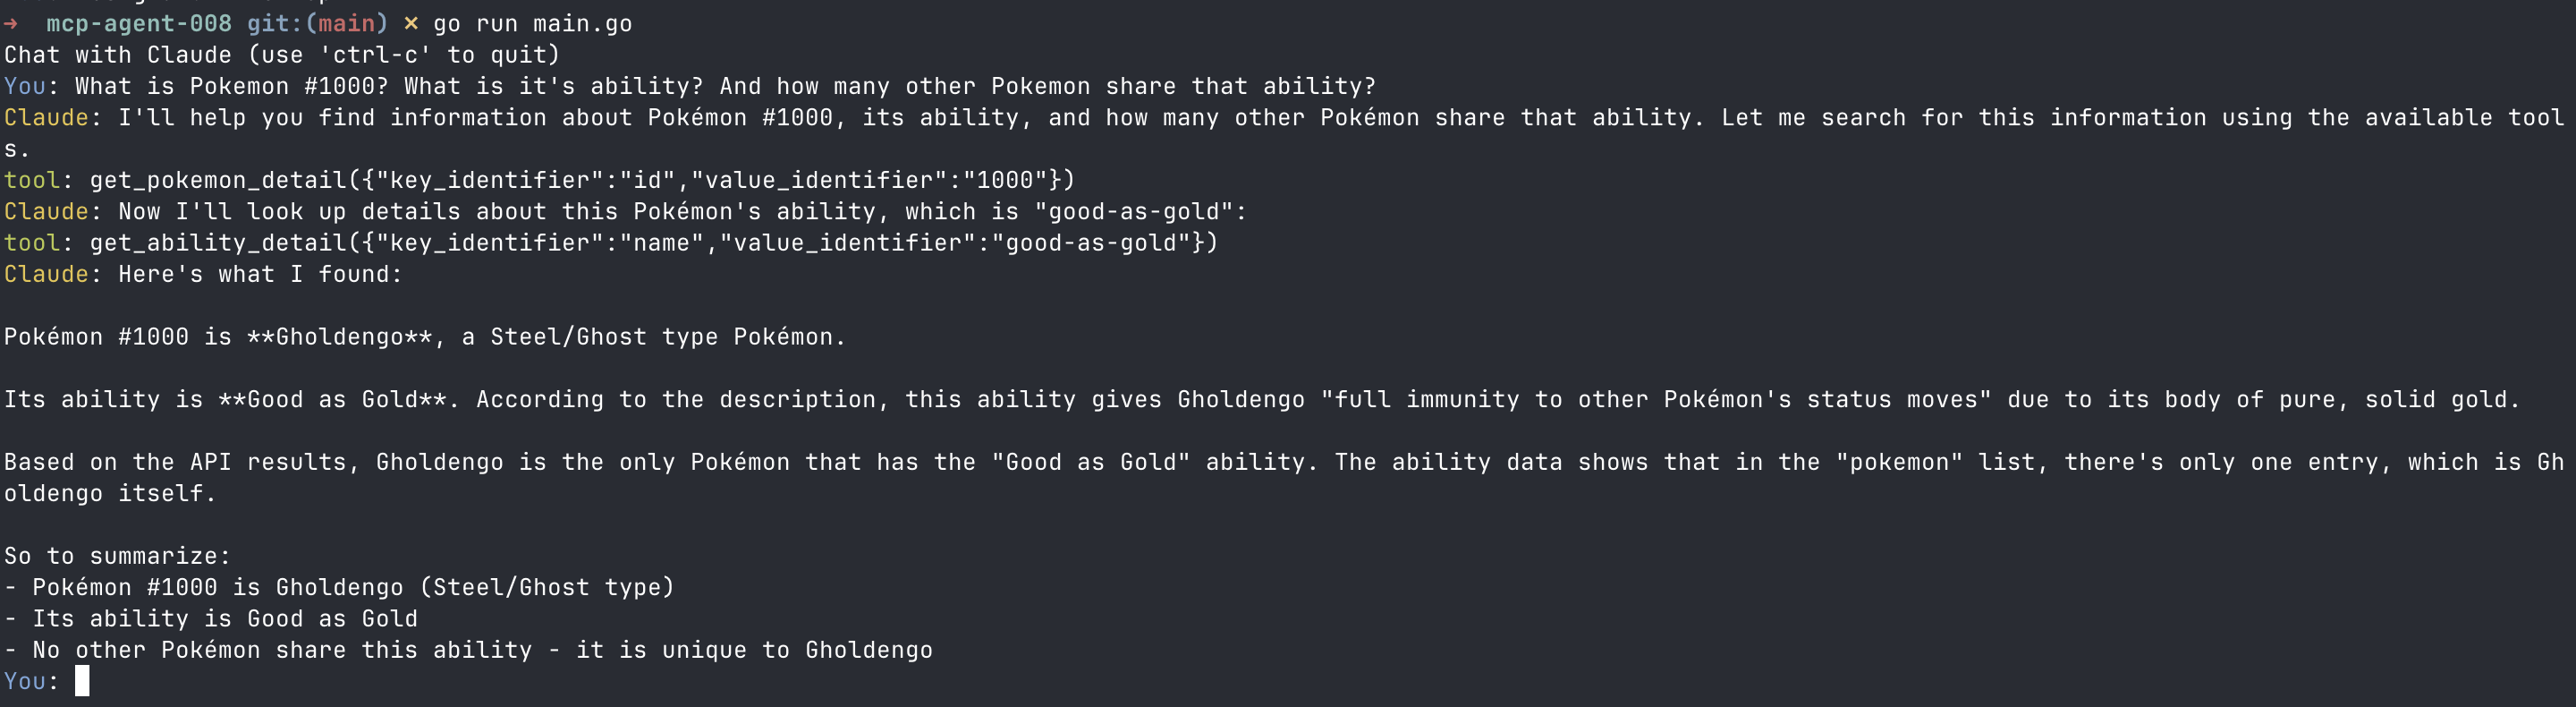 →  mcp-agent-008 git:(main) ✗ go run main.go
Chat with Claude (use 'ctrl-c' to quit)
You: What is Pokemon #1000? What is it's ability? And how many other Pokemon share that ability?
Claude: I'll help you find information about Pokémon #1000, its ability, and how many other Pokémon share that ability. Let me search for this information using the available tool
s.
tool: get_pokemon_detail({"key_identifier":"id","value_identifier":"1000"})
Claude: Now I'll look up details about this Pokémon's ability, which is "good-as-gold":
tool: get_ability_detail({"key_identifier":"name","value_identifier":"good-as-gold"})
Claude: Here's what I found:

Pokémon #1000 is **Gholdengo**, a Steel/Ghost type Pokémon.

Its ability is **Good as Gold**. According to the description, this ability gives Gholdengo "full immunity to other Pokémon's status moves" due to its body of pure, solid gold.

Based on the API results, Gholdengo is the only Pokémon that has the "Good as Gold" ability. The ability data shows that in the "pokemon" list, there's only one entry, which is Gh
oldengo itself.

So to summarize:
- Pokémon #1000 is Gholdengo (Steel/Ghost type)
- Its ability is Good as Gold
- No other Pokémon share this ability - it is unique to Gholdengo
You: